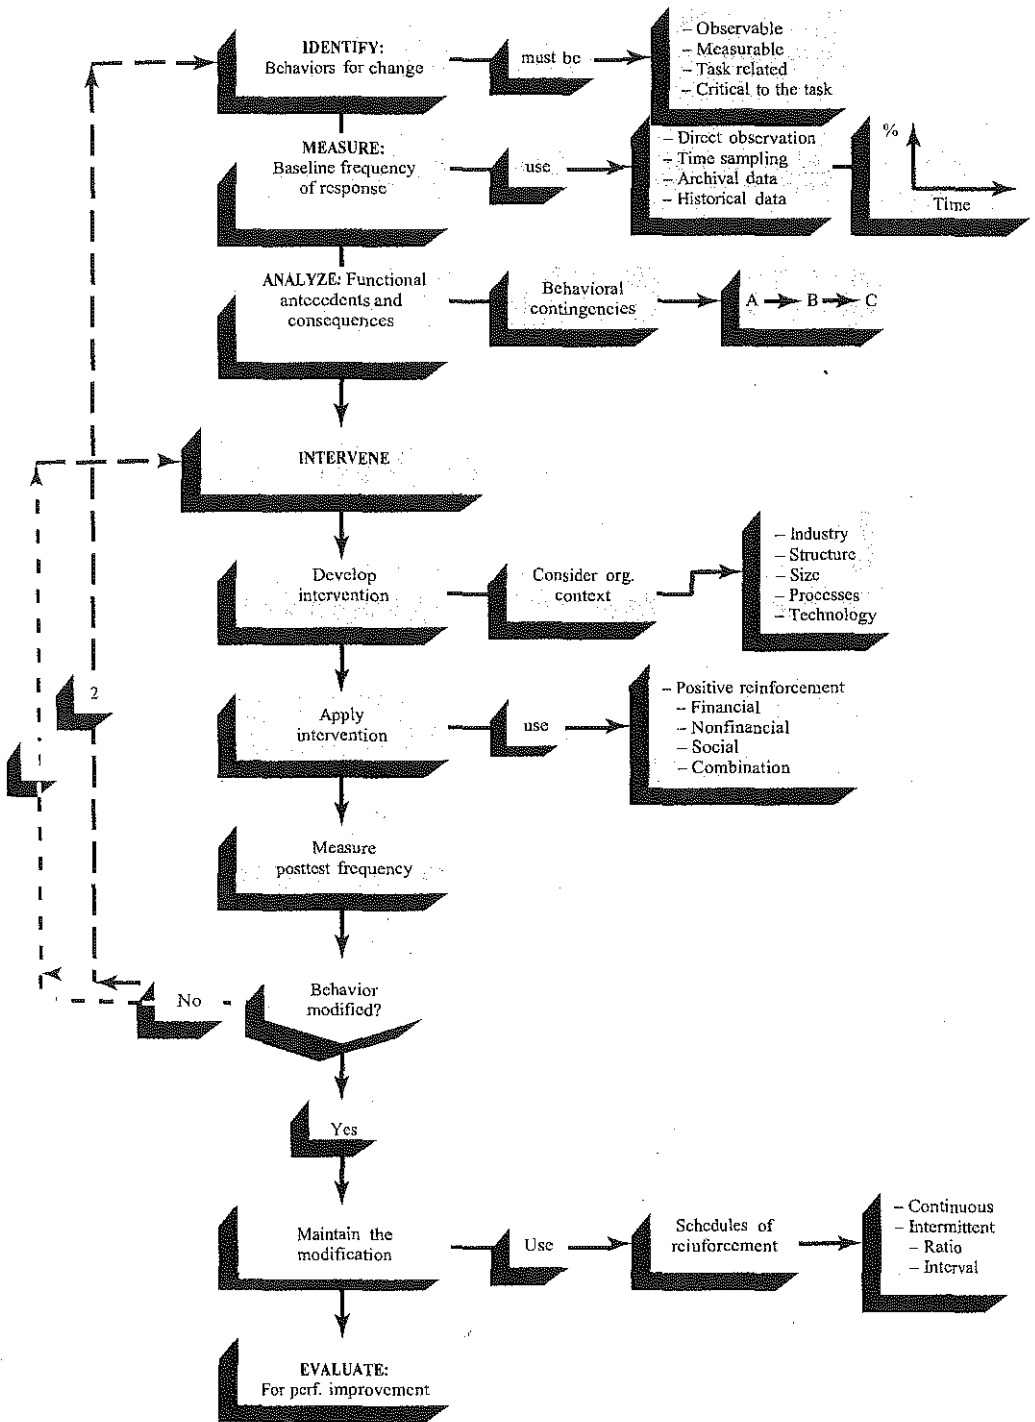 IDENTIFY:
Behaviors for change
must be
– Observable
– Measurable
– Task related
– Critical to the task
MEASURE:
Baseline frequency
of response
use
– Direct observation
– Time sampling
– Archival data
– Historical data
%
Time
ANALYZE: Functional
antecedents and
consequences
Behavioral
contingencies
A
B
C
INTERVENE
Develop
intervention
Consider org.
context
– Industry
– Structure
– Size
– Processes
– Technology
2
Apply
intervention
use
– Positive reinforcement
– Financial
– Nonfinancial
– Social
– Combination
Measure
posttest frequency
No
Behavior
modified?
Yes
Maintain the
modification
Use
Schedules of
reinforcement
– Continuous
– Intermittent
– Ratio
– Interval
EVALUATE:
For perf. improvement